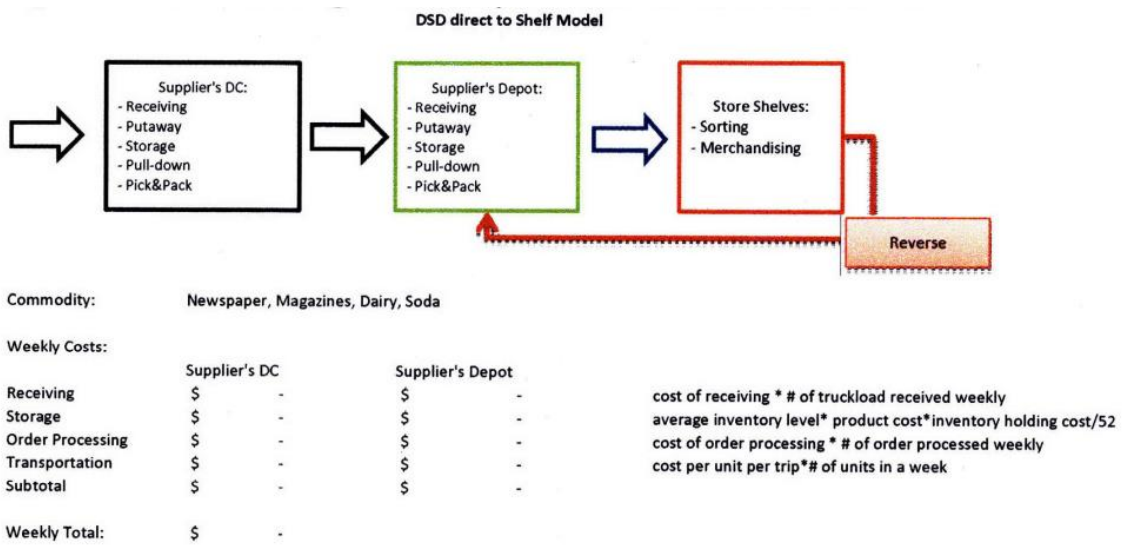 DSD direct to Shelf Model
Supplier's DC:
- Receiving
- Putaway
- Storage
- Pull-down
- Pick&Pack
Supplier's Depot:
- Receiving
- Putaway
- Storage
- Pull-down
- Pick&Pack
Store Shelves:
- Sorting
- Merchandising
Reverse
Commodity: Newspaper, Magazines, Dairy, Soda
Weekly Costs:
Supplier's DC Supplier's Depot
Receiving $ - $ - cost of receiving * # of truckload received weekly
Storage $ - $ - average inventory level* product cost*inventory holding cost/52
Order Processing $ - $ - cost of order processing * # of order processed weekly
Transportation $ - $ - cost per unit per trip*# of units in a week
Subtotal $ - $ -
Weekly Total: $ -